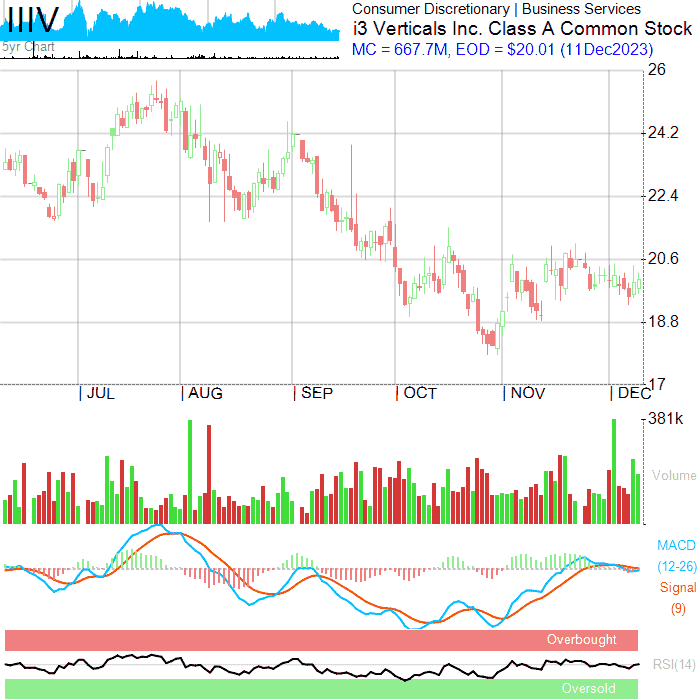 IIIV
5yr Chart
Consumer Discretionary | Business Services
i3 Verticals Inc. Class A Common Stock
MC = 667.7M, EOD = $20.01 (11Dec2023)
26
24.2
22.4
20.6
18.8
17
JUL
AUG
SEP
OCT
NOV
DEC
381k
Volume
MACD
(12-26)
Signal
(9)
Overbought
RSI(14)
Oversold